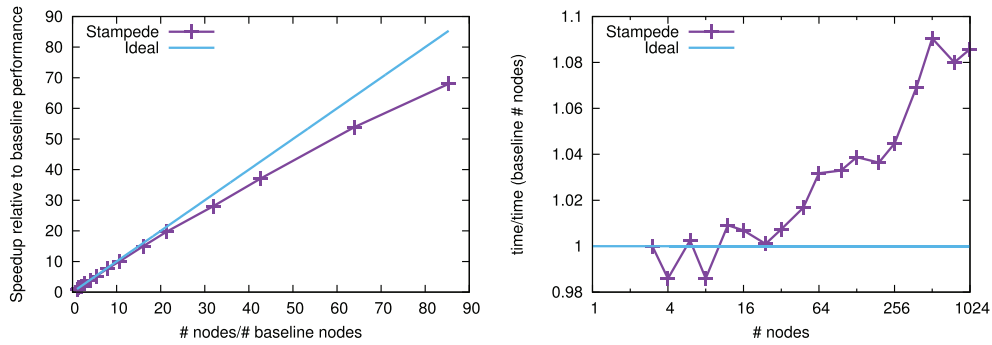 Speedup relative to baseline performance
90
80
70
60
50
40
30
20
10
0
Stampede
Ideal
0 10 20 30 40 50 60 70 80 90
# nodes/# baseline nodes
time/time (baseline # nodes)
1.1
1.08
1.06
1.04
1.02
1
0.98
Stampede
Ideal
1 4 16 64 256 1024
# nodes